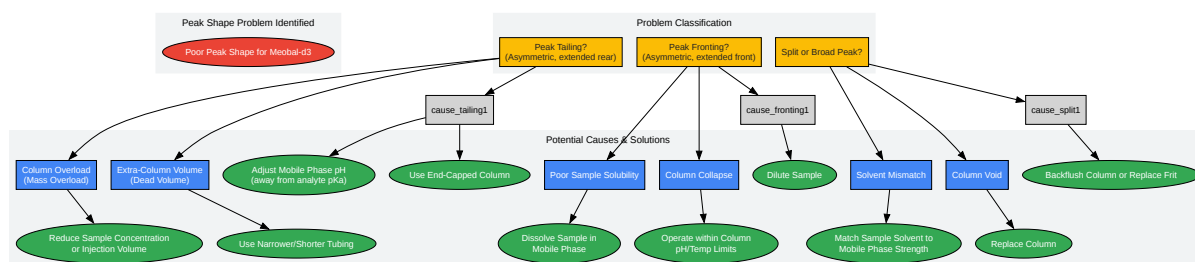 Peak Shape Problem Identified
Problem Classification
Poor Peak Shape for Meobal-d3
Peak Tailing?
(Asymmetric, extended rear)
Peak Fronting?
(Asymmetric, extended front)
Split or Broad Peak?
cause_tailing1
cause_fronting1
cause_split1
Potential Causes & Solutions
Column Overload
(Mass Overload)
Extra-Column Volume
(Dead Volume)
Adjust Mobile Phase pH
(away from analyte pKa)
Use End-Capped Column
Poor Sample Solubility
Column Collapse
Dilute Sample
Solvent Mismatch
Column Void
Backflush Column or Replace Frit
Reduce Sample Concentration
or Injection Volume
Use Narrower/Shorter Tubing
Dissolve Sample in
Mobile Phase
Operate within Column
pH/Temp Limits
Match Sample Solvent to
Mobile Phase Strength
Replace Column